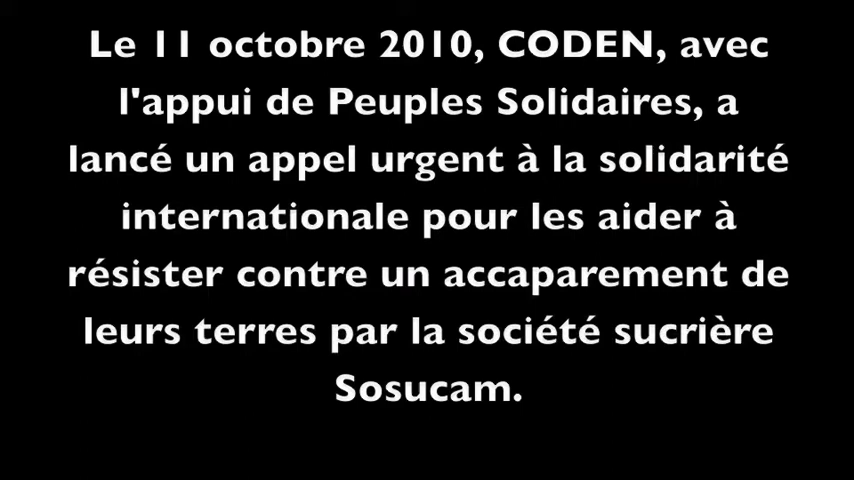 Le 11 octobre 2010, CODEN, avec
l'appui de Peuples Solidaires, a
lancé un appel urgent à la solidarité
internationale pour les aider à
résister contre un accaparement de
leurs terres par la société sucrière
Sosucam.